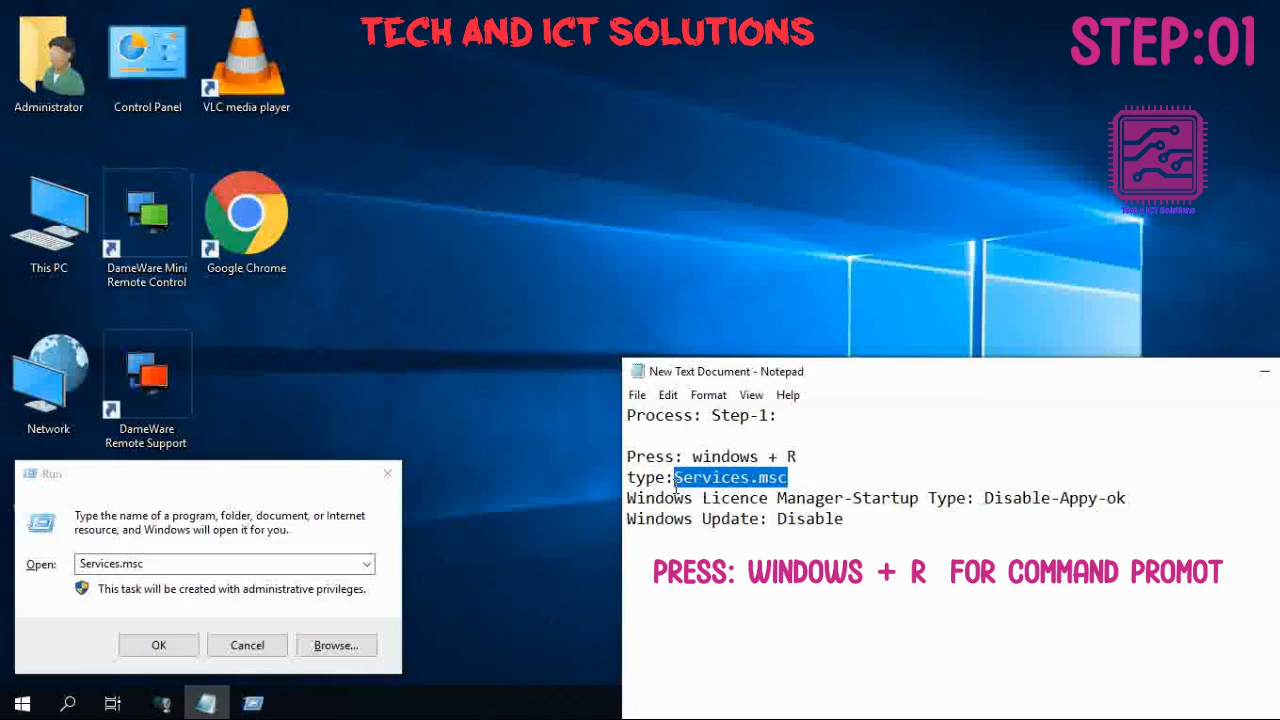 TECH AND ICT SOLUTIONS
STEP:01
Tech n ICT Solutions
Administrator
Control Panel
VLC media player
This PC
DameWare Mini
Remote Control
Google Chrome
Network
DameWare
Remote Support
New Text Document - Notepad
File Edit Format View Help
Process: Step-1:
Press: windows + R
type:Services.msc
Windows Licence Manager-Startup Type: Disable-Appy-ok
Windows Update: Disable
PRESS: WINDOWS + R FOR COMMAND PROMOT
Run
Type the name of a program, folder, document, or Internet
resource, and Windows will open it for you.
Open: Services.msc
This task will be created with administrative privileges.
OK Cancel Browse...